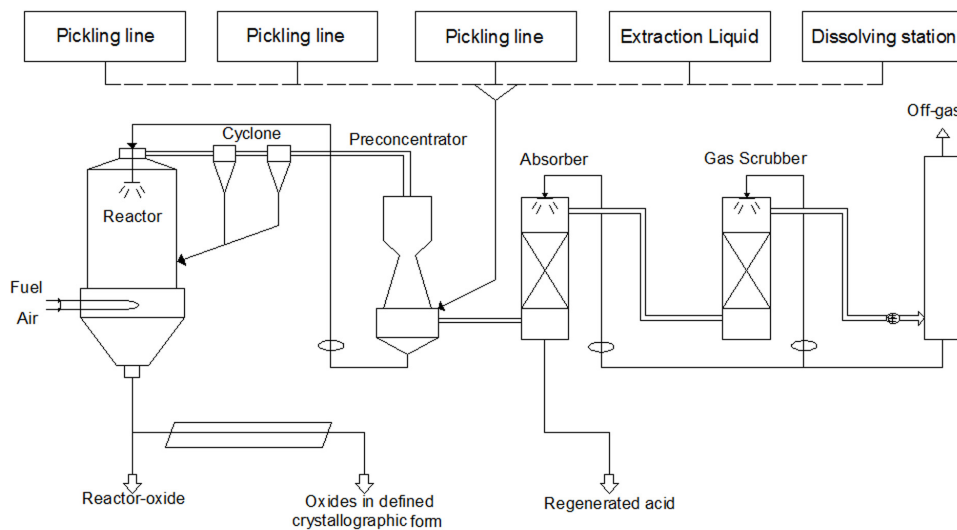 Pickling line
Pickling line
Pickling line
Extraction Liquid
Dissolving station
Off-gas
Cyclone
Preconcentrator
Absorber
Gas Scrubber
Reactor
Fuel
Air
Reactor-oxide
Oxides in defined
crystallographic form
Regenerated acid